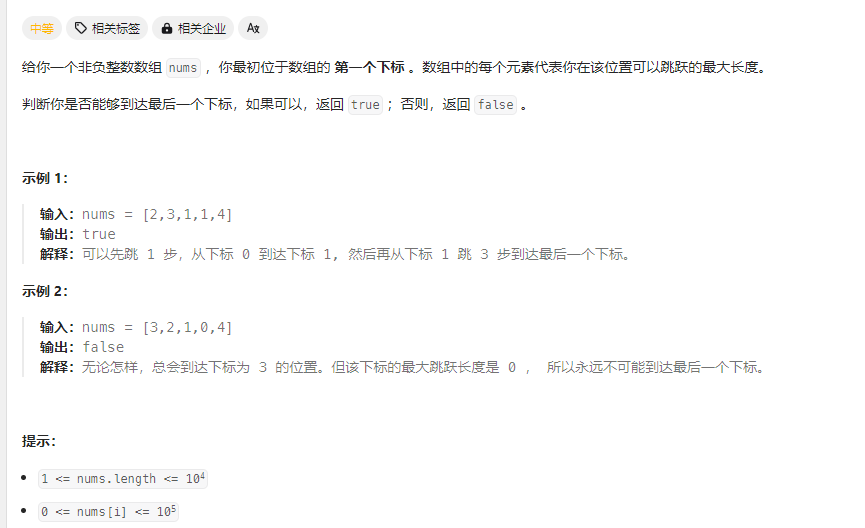 中等 相关标签 相关企业 Aあ
给你一个非负整数数组 nums ，你最初位于数组的 第一个下标 。数组中的每个元素代表你在该位置可以跳跃的最大长度。
判断你是否能够到达最后一个下标，如果可以，返回 true ；否则，返回 false 。
示例 1：
输入：nums = [2,3,1,1,4]
输出：true
解释：可以先跳 1 步，从下标 0 到达下标 1, 然后再从下标 1 跳 3 步到达最后一个下标。
示例 2：
输入：nums = [3,2,1,0,4]
输出：false
解释：无论怎样，总会到达下标为 3 的位置。但该下标的最大跳跃长度是 0 ， 所以永远不可能到达最后一个下标。
提示：
1 <= nums.length <= 10⁴
0 <= nums[i] <= 10⁵